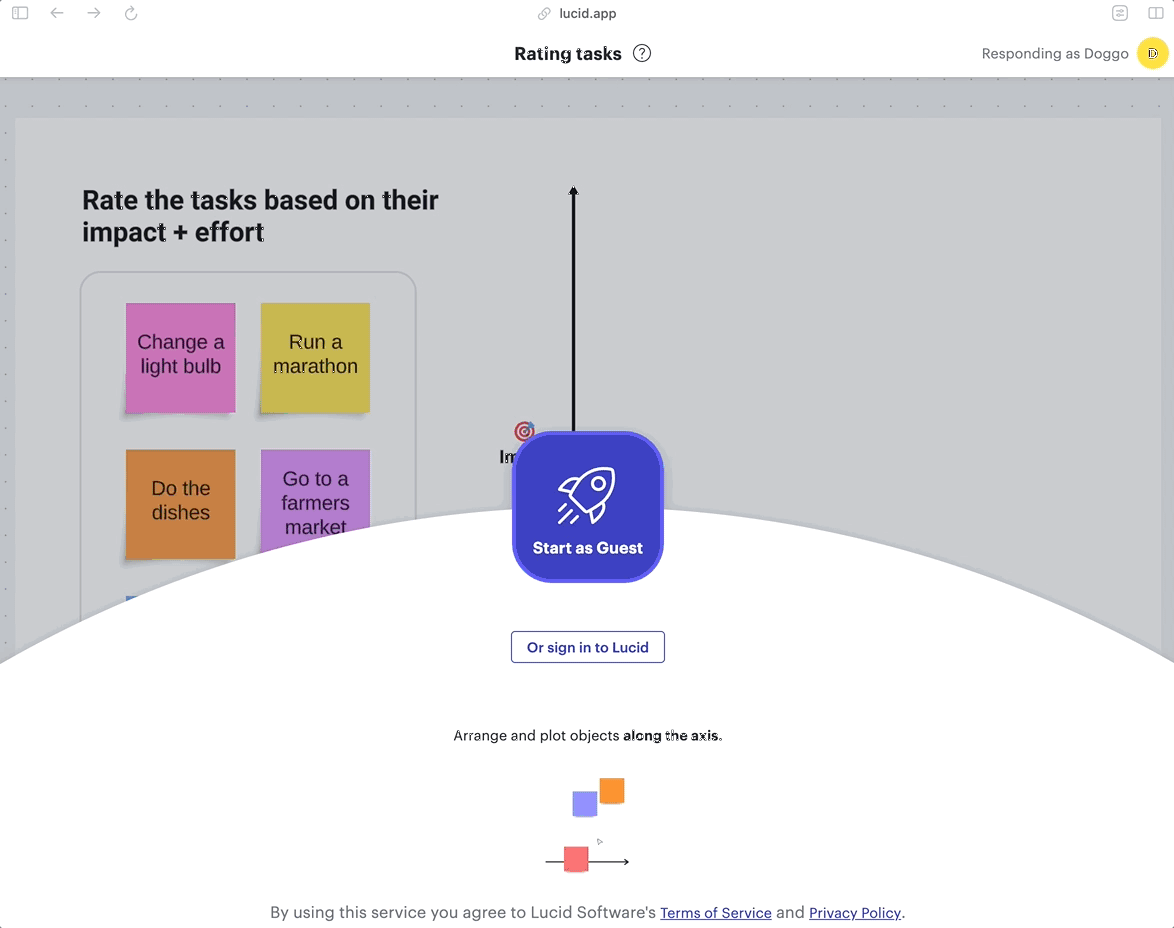 lucid.app
Rating tasks ?
Responding as Doggo D
Rate the tasks based on their
impact + effort
Change a
light bulb
Run a
marathon
Do the
dishes
Go to a
farmers
market
Start as Guest
Or sign in to Lucid
Arrange and plot objects along the axis.
By using this service you agree to Lucid Software's Terms of Service and Privacy Policy.